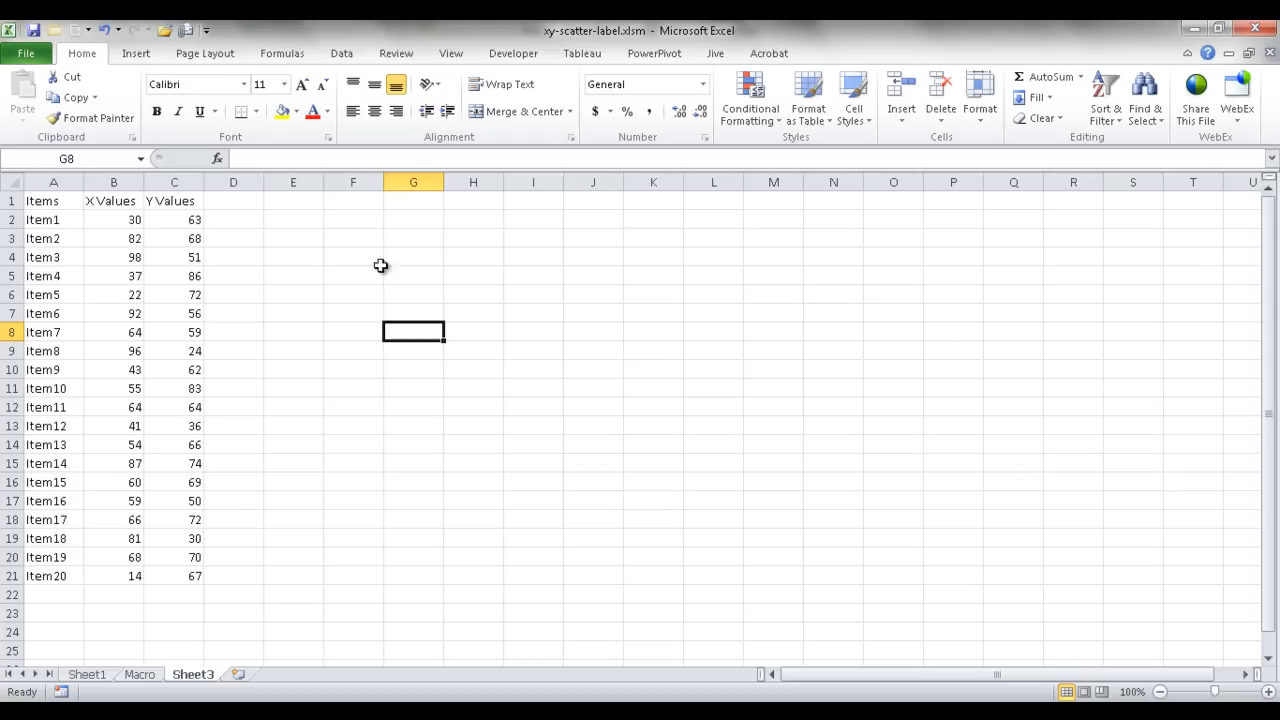 xy-scatter-label.xlsm - Microsoft Excel
File Home Insert Page Layout Formulas Data Review View Developer Tableau PowerPivot Jive Acrobat
Paste Cut Copy Format Painter
Clipboard
Calibri 11
B I U
Font
Wrap Text
Merge & Center
Alignment
General
$ % ,
Number
Conditional Formatting Format as Table Cell Styles
Styles
Insert Delete Format
Cells
AutoSum
Fill
Clear
Sort & Filter Find & Select
Editing
Share This File WebEx
WebEx
G8 fx
A B C D E F G H I J K L M N O P Q R S T U
1 Items X Values Y Values
2 Item1 30 63
3 Item2 82 68
4 Item3 98 51
5 Item4 37 86
6 Item5 22 72
7 Item6 92 56
8 Item7 64 59
9 Item8 96 24
10 Item9 43 62
11 Item10 55 83
12 Item11 64 64
13 Item12 41 36
14 Item13 54 66
15 Item14 87 74
16 Item15 60 69
17 Item16 59 50
18 Item17 66 72
19 Item18 81 30
20 Item19 68 70
21 Item20 14 67
22
23
24
25
Sheet1 Macro Sheet3
Ready 100%